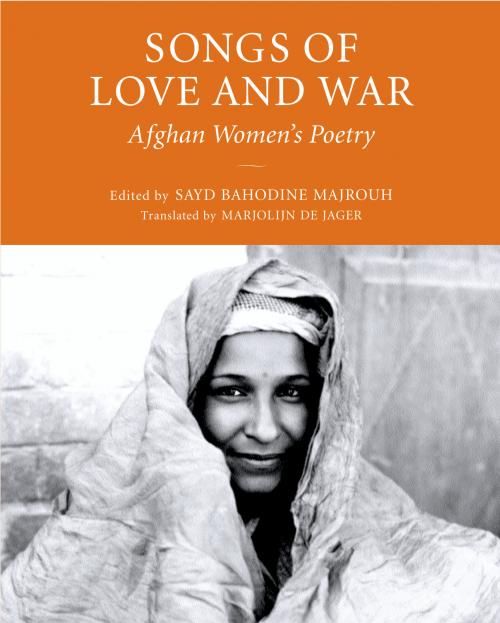 SONGS OF
LOVE AND WAR
Afghan Women's Poetry
Edited by SAYD BAHODINE MAJROUH
Translated by MARJOLIJN DE JAGER